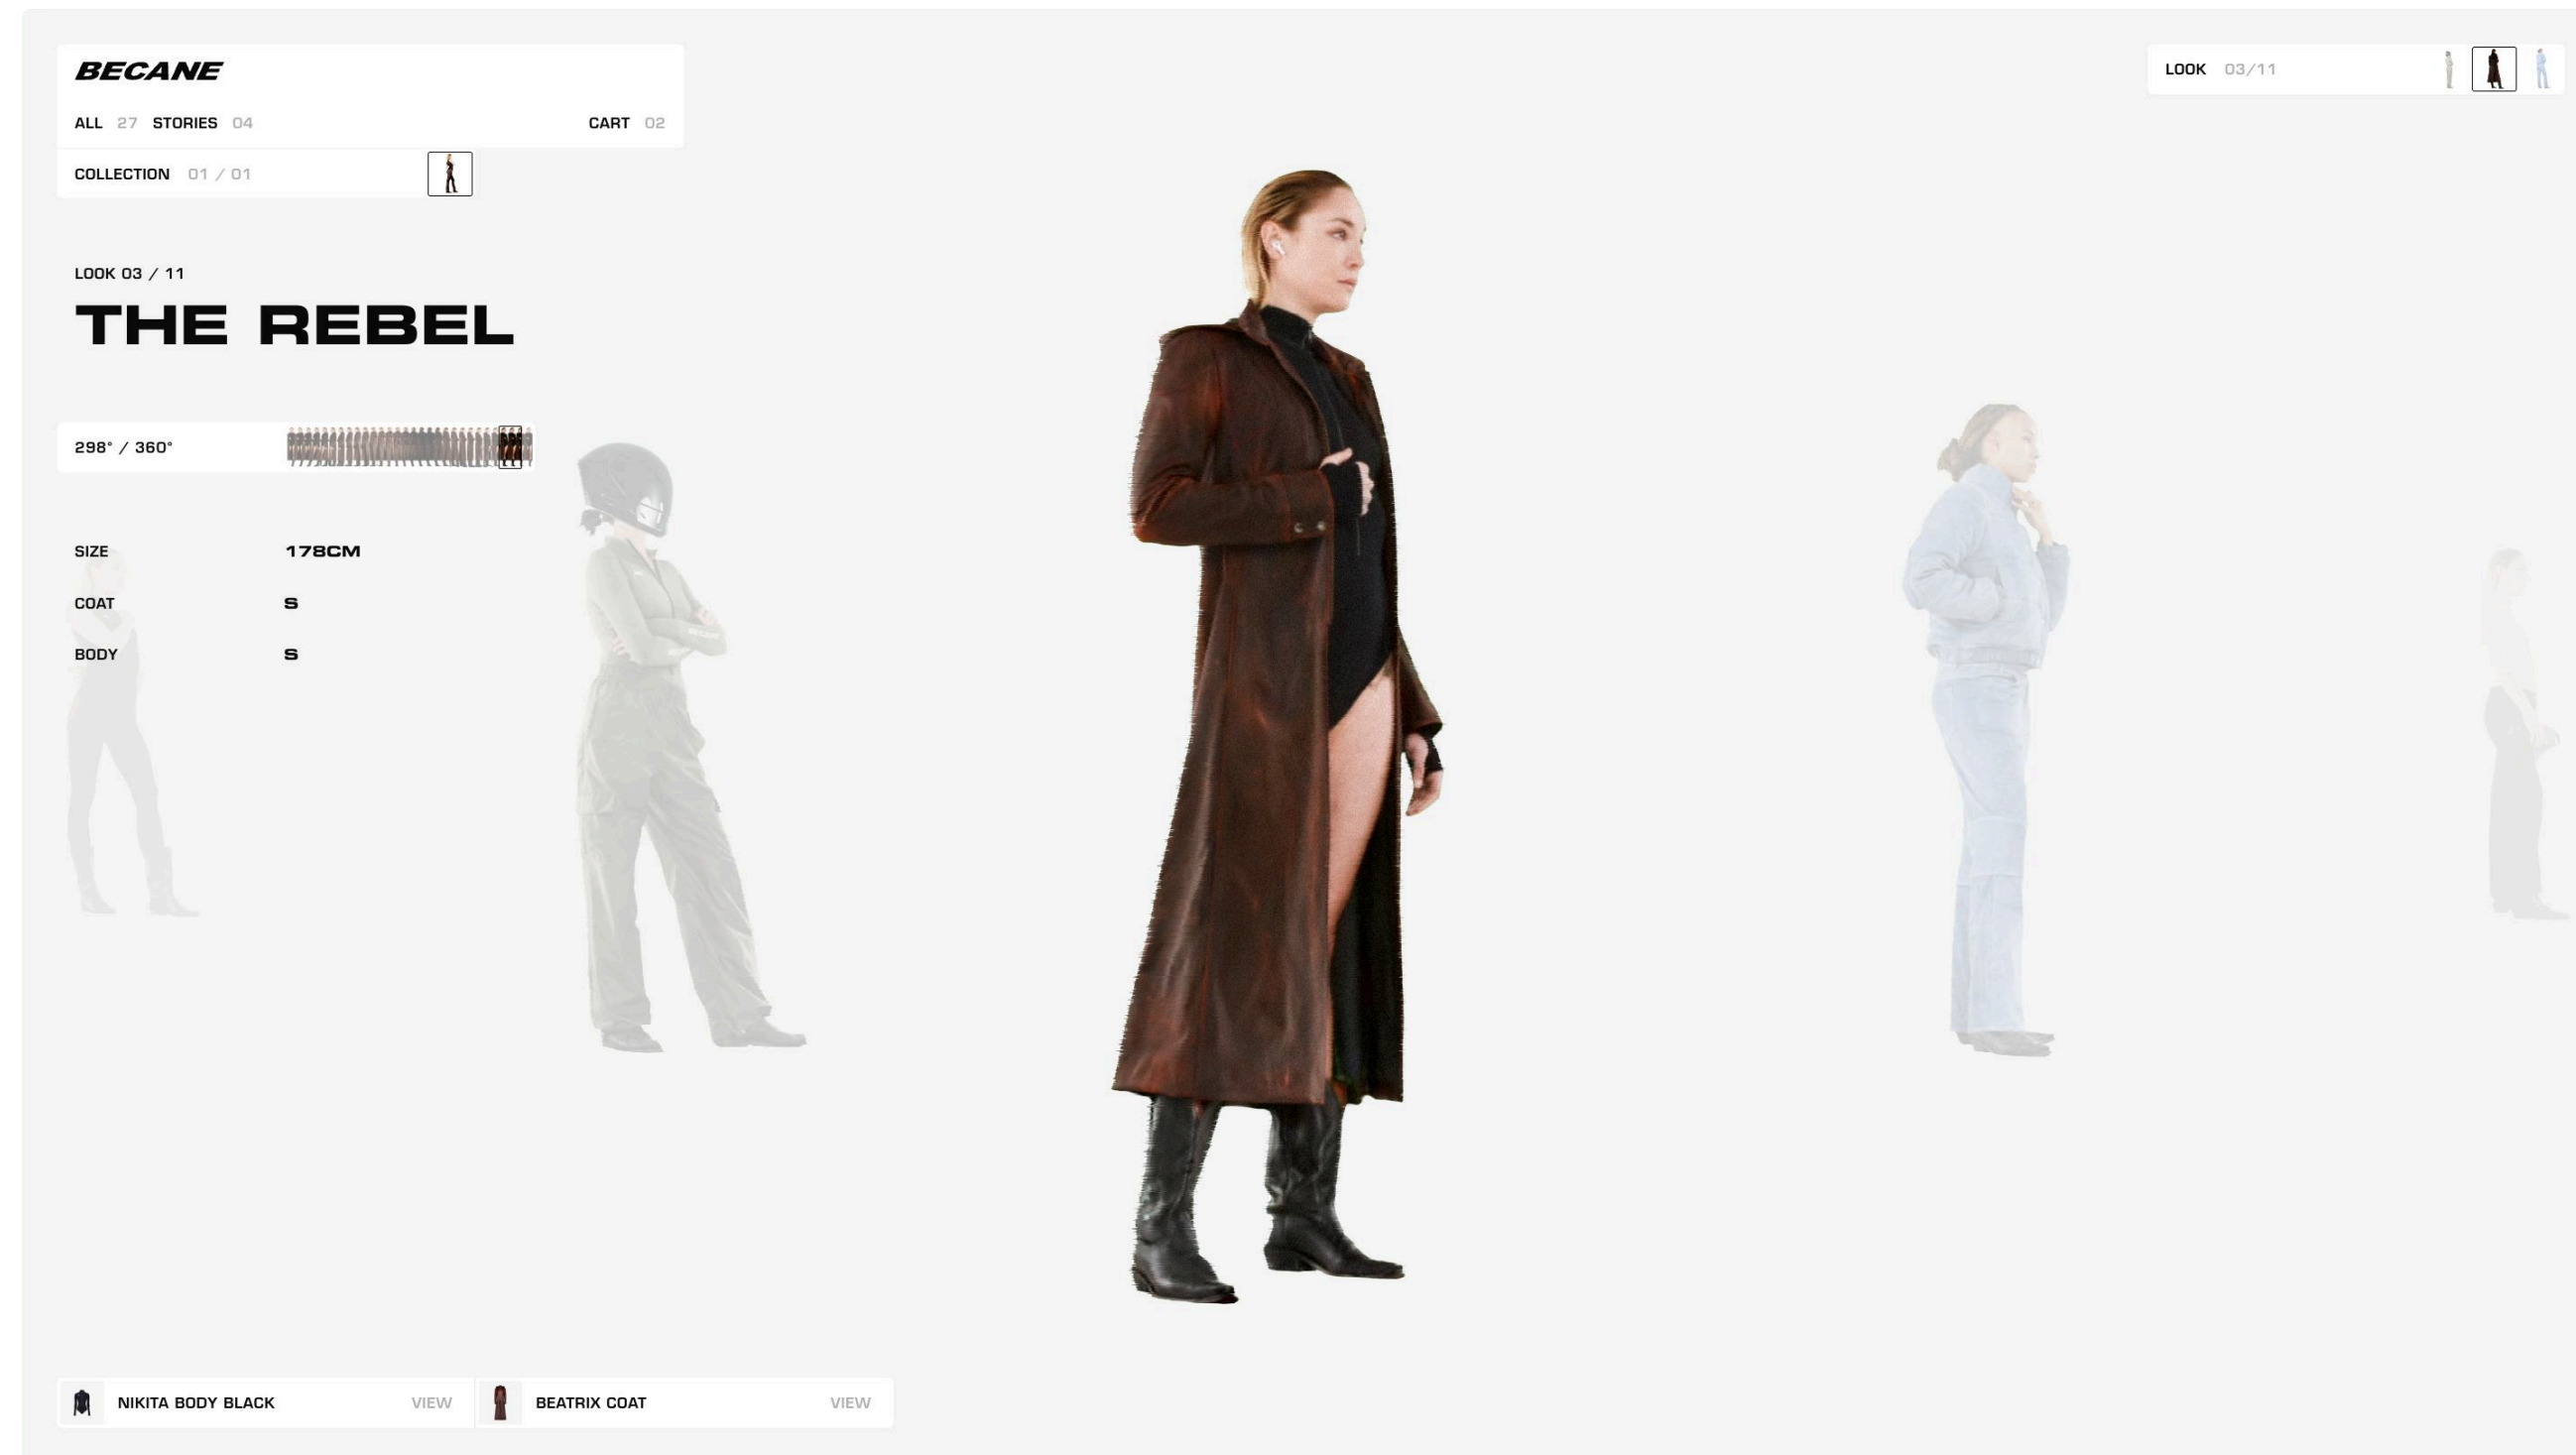 BECANE
ALL 27 STORIES 04 CART 02
COLLECTION 01 / 01
LOOK 03/11
LOOK 03 / 11
THE REBEL
298° / 360°
SIZE 178CM
COAT S
BODY S
BECANE
NIKITA BODY BLACK VIEW
BEATRIX COAT VIEW